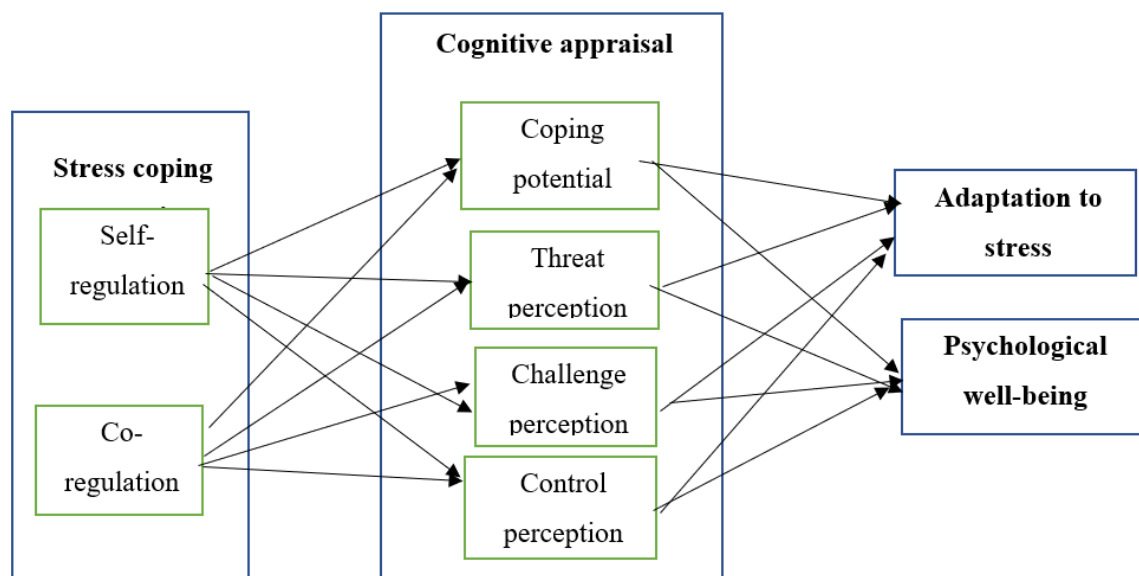 Cognitive appraisal
Stress coping
Self-
regulation
Co-
regulation
Coping
potential
Threat
perception
Challenge
perception
Control
perception
Adaptation to
stress
Psychological
well-being